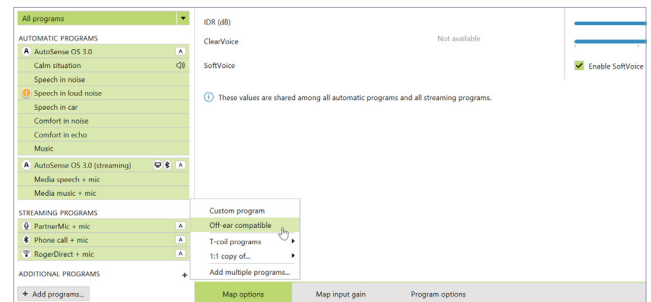 All programs
AUTOMATIC PROGRAMS
A AutoSense OS 3.0 A
Calm situation
Speech in noise
Speech in loud noise
Speech in car
Comfort in noise
Comfort in echo
Music
A AutoSense OS 3.0 (streaming) A
Media speech + mic
Media music + mic
STREAMING PROGRAMS
PartnerMic + mic A
Phone call + mic A
RogerDirect + mic A
ADDITIONAL PROGRAMS +
+ Add programs...
IDR (dB)
ClearVoice Not available
SoftVoice Enable SoftVoice
These values are shared among all automatic programs and all streaming programs.
Custom program
Off-ear compatible
T-coil programs
1:1 copy of...
Add multiple programs...
Map options Map input gain Program options